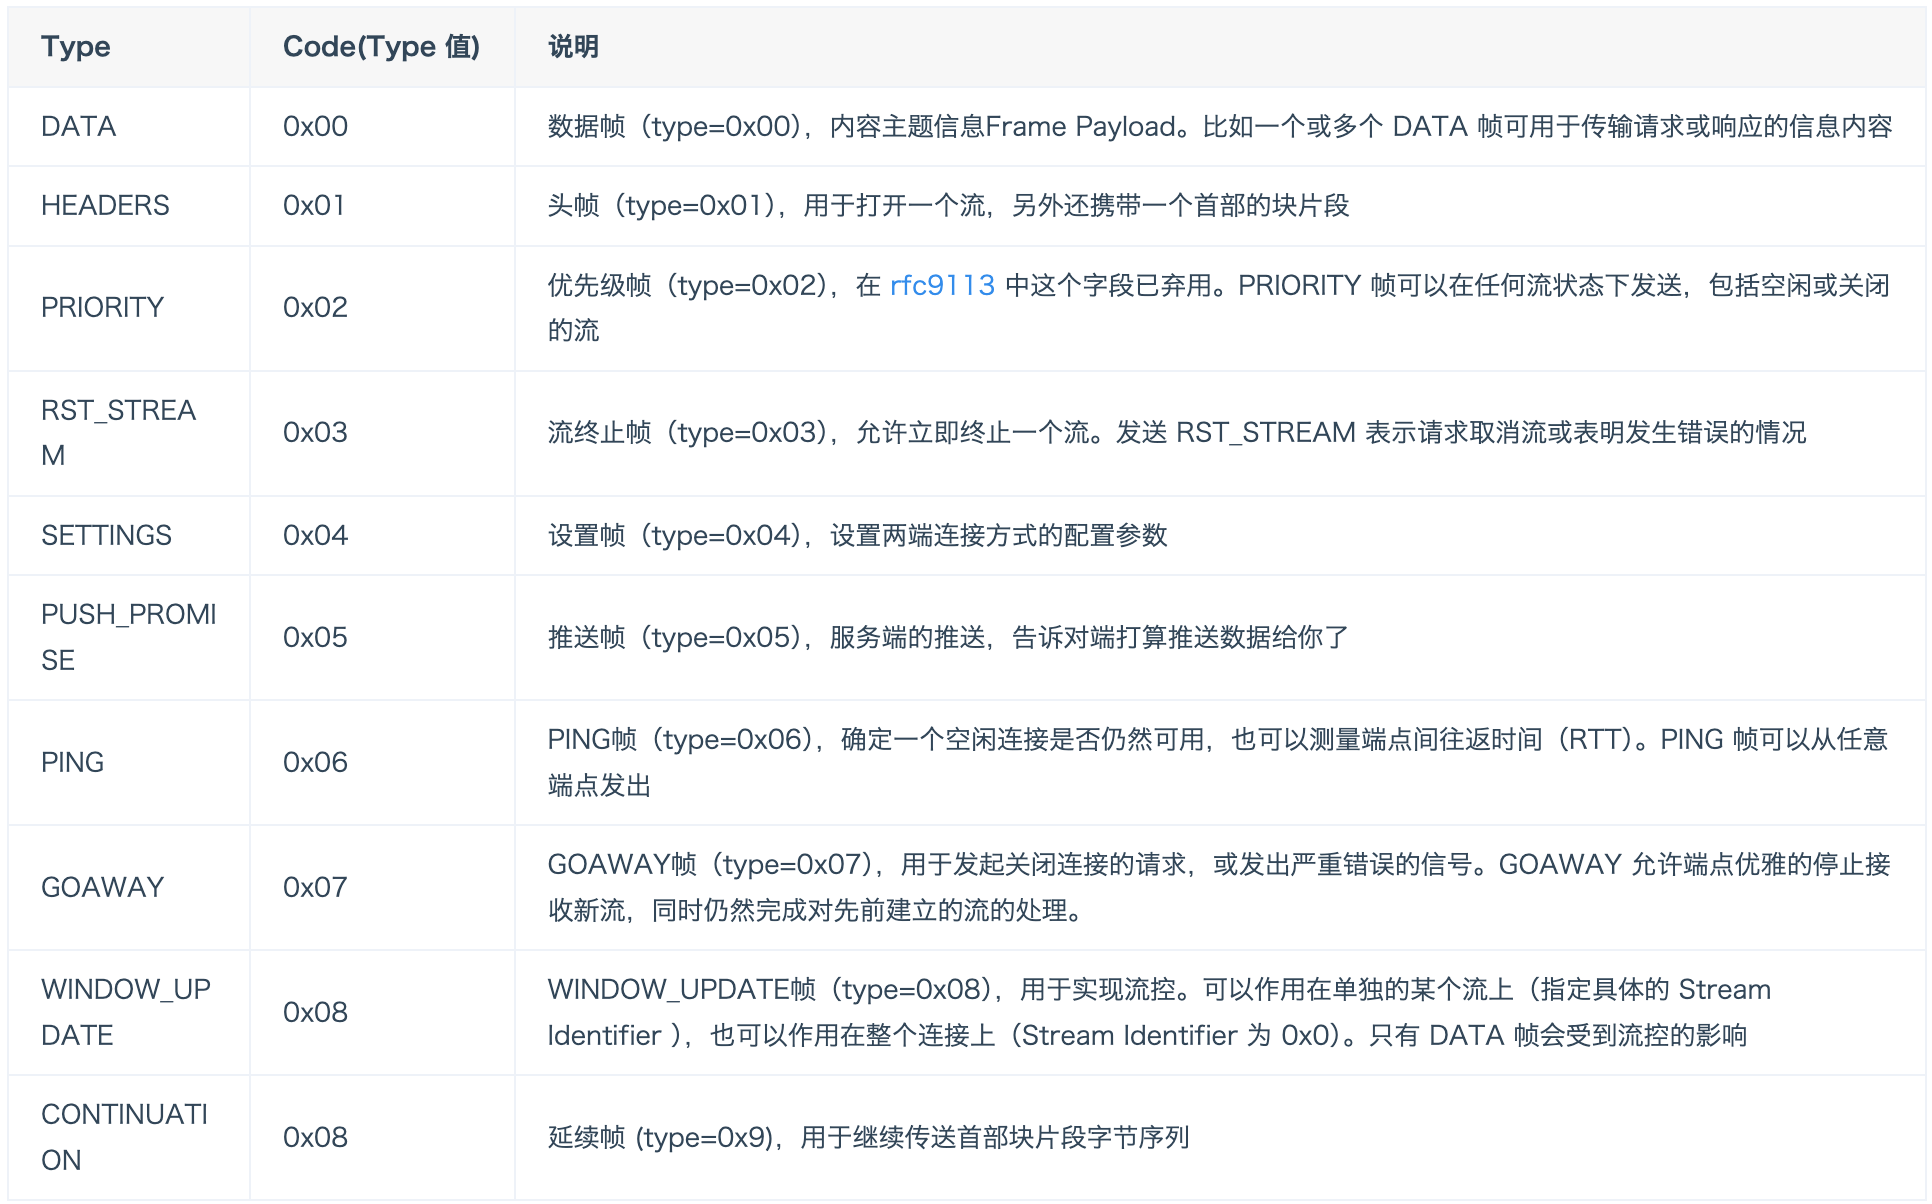 Type Code(Type 值) 说明
DATA 0x00 数据帧（type=0x00），内容主题信息Frame Payload。比如一个或多个 DATA 帧可用于传输请求或响应的信息内容
HEADERS 0x01 头帧（type=0x01），用于打开一个流，另外还携带一个首部的块片段
PRIORITY 0x02 优先级帧（type=0x02），在 rfc9113 中这个字段已弃用。PRIORITY 帧可以在任何流状态下发送，包括空闲或关闭
的流
RST_STREA
M
0x03 流终止帧（type=0x03），允许立即终止一个流。发送 RST_STREAM 表示请求取消流或表明发生错误的情况
SETTINGS 0x04 设置帧（type=0x04），设置两端连接方式的配置参数
PUSH_PROMI
SE
0x05 推送帧（type=0x05），服务端的推送，告诉对端打算推送数据给你了
PING 0x06 PING帧（type=0x06），确定一个空闲连接是否仍然可用，也可以测量端点间往返时间（RTT）。PING 帧可以从任意
端点发出
GOAWAY 0x07 GOAWAY帧（type=0x07），用于发起关闭连接的请求，或发出严重错误的信号。GOAWAY 允许端点优雅的停止接
收新流，同时仍然完成对先前建立的流的处理。
WINDOW_UP
DATE
0x08 WINDOW_UPDATE帧（type=0x08），用于实现流控。可以作用在单独的某个流上（指定具体的 Stream
Identifier ），也可以作用在整个连接上（Stream Identifier 为 0x0）。只有 DATA 帧会受到流控的影响
CONTINUATI
ON
0x08 延续帧 (type=0x9)，用于继续传送首部块片段字节序列